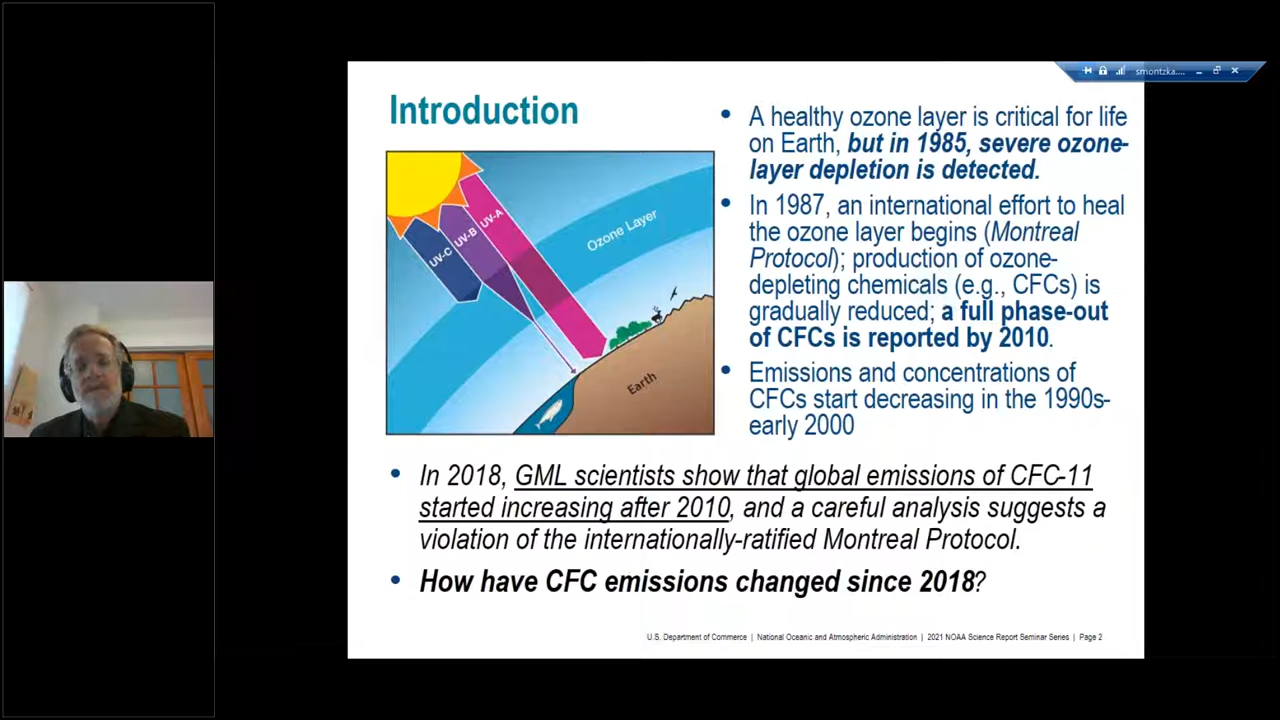 smontzka....
Introduction
UV-C
UV-B
UV-A
Ozone Layer
Earth
• A healthy ozone layer is critical for life
on Earth, but in 1985, severe ozone-
layer depletion is detected.
• In 1987, an international effort to heal
the ozone layer begins (Montreal
Protocol); production of ozone-
depleting chemicals (e.g., CFCs) is
gradually reduced; a full phase-out
of CFCs is reported by 2010.
• Emissions and concentrations of
CFCs start decreasing in the 1990s-
early 2000
• In 2018, GML scientists show that global emissions of CFC-11
started increasing after 2010, and a careful analysis suggests a
violation of the internationally-ratified Montreal Protocol.
• How have CFC emissions changed since 2018?
U.S. Department of Commerce | National Oceanic and Atmospheric Administration | 2021 NOAA Science Report Seminar Series | Page 2